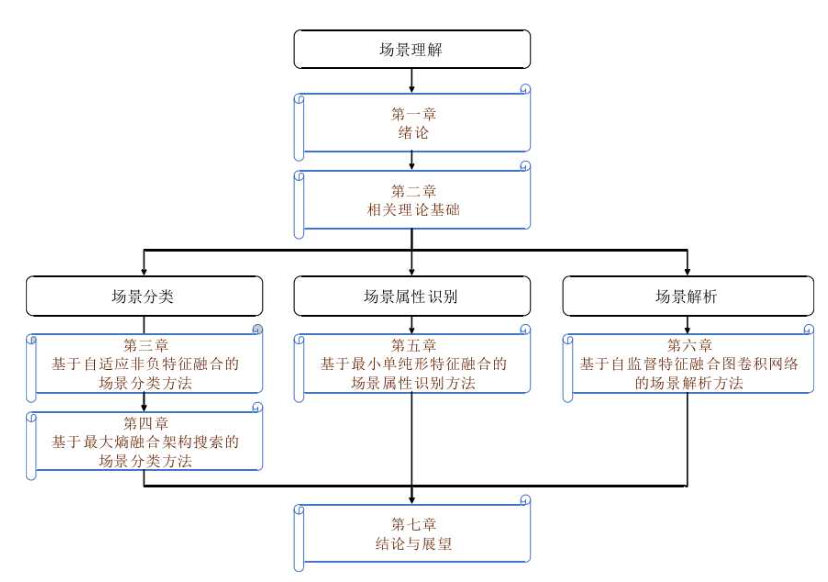 场景理解
第一章
绪论
第二章
相关理论基础
场景分类
场景属性识别
场景解析
第三章
基于自适应非负特征融合的
场景分类方法
第五章
基于最小单纯形特征融合的
场景属性识别方法
第六章
基于自监督特征融合图卷积网络
的场景解析方法
第四章
基于最大熵融合架构搜索的
场景分类方法
第七章
结论与展望